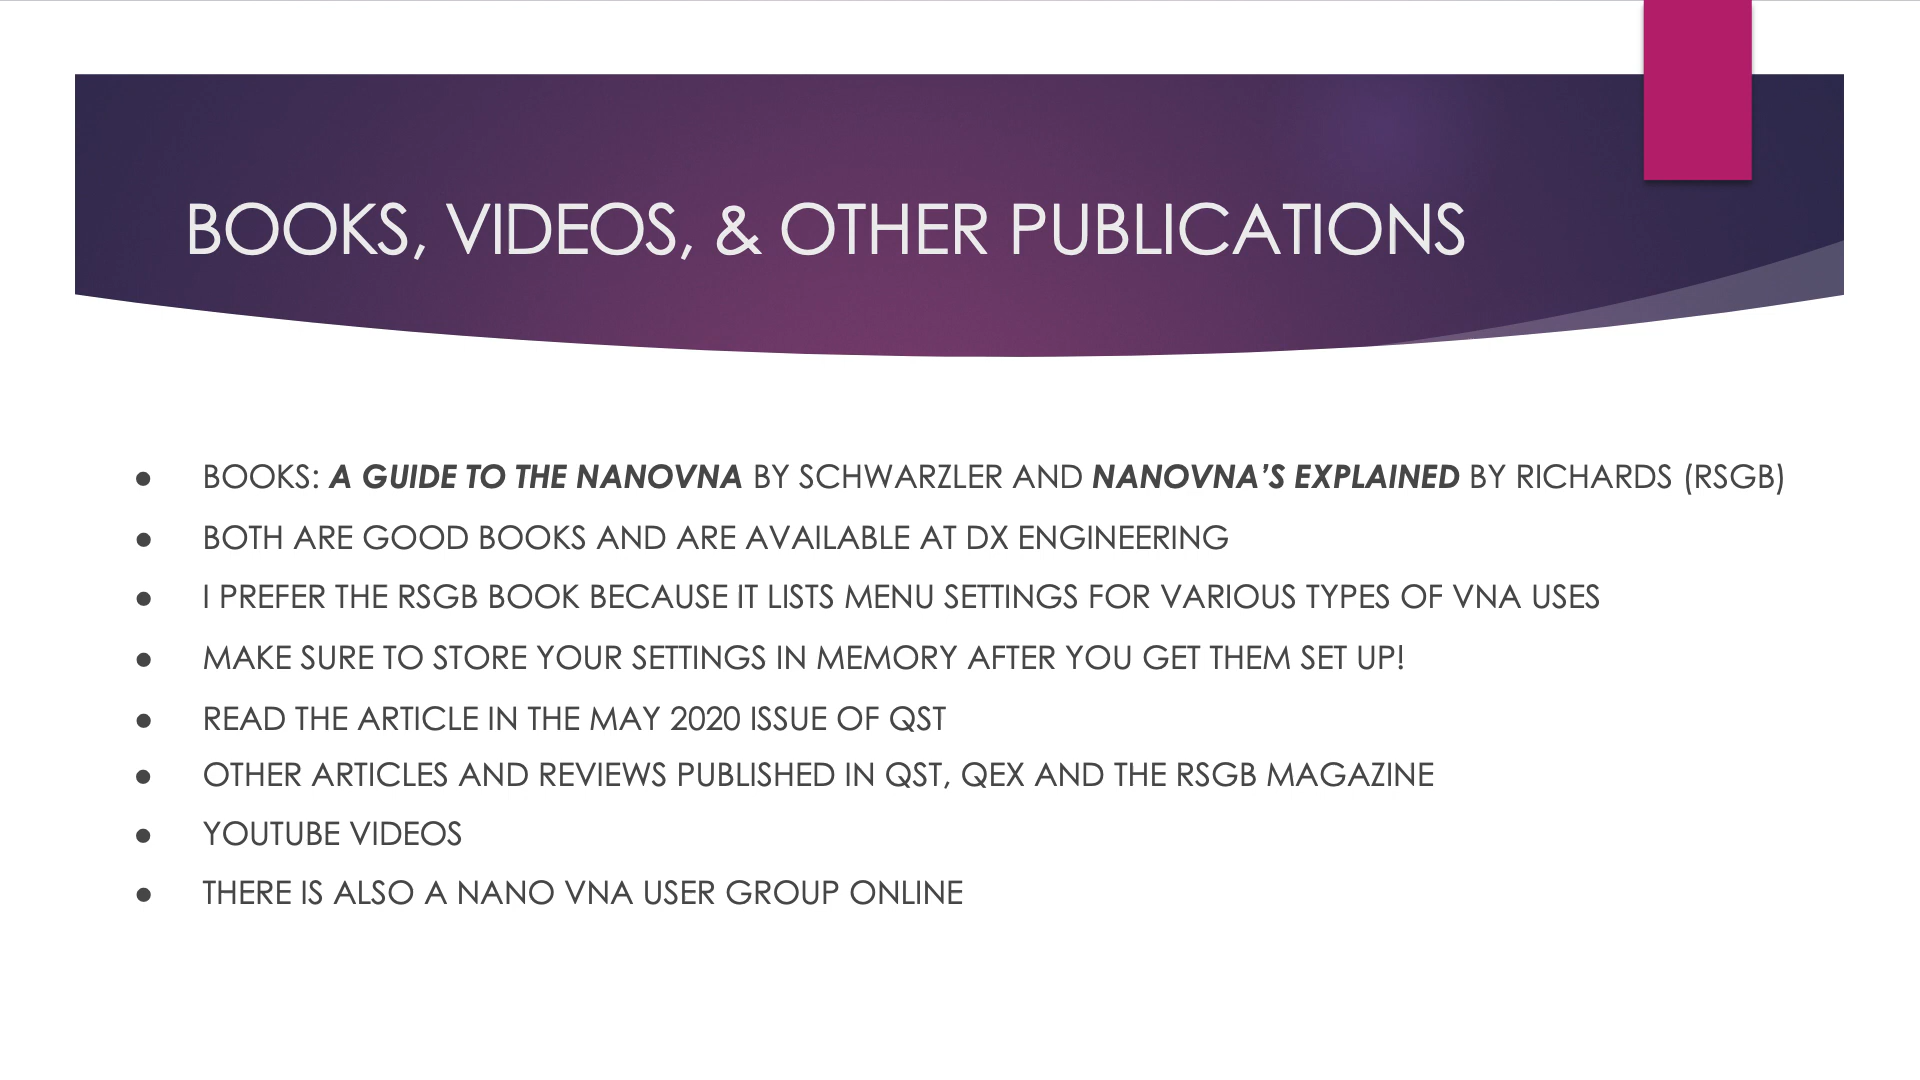 BOOKS, VIDEOS, & OTHER PUBLICATIONS
● BOOKS: A GUIDE TO THE NANOVNA BY SCHWARZLER AND NANOVNA’S EXPLAINED BY RICHARDS (RSGB)
● BOTH ARE GOOD BOOKS AND ARE AVAILABLE AT DX ENGINEERING
● I PREFER THE RSGB BOOK BECAUSE IT LISTS MENU SETTINGS FOR VARIOUS TYPES OF VNA USES
● MAKE SURE TO STORE YOUR SETTINGS IN MEMORY AFTER YOU GET THEM SET UP!
● READ THE ARTICLE IN THE MAY 2020 ISSUE OF QST
● OTHER ARTICLES AND REVIEWS PUBLISHED IN QST, QEX AND THE RSGB MAGAZINE
● YOUTUBE VIDEOS
● THERE IS ALSO A NANO VNA USER GROUP ONLINE